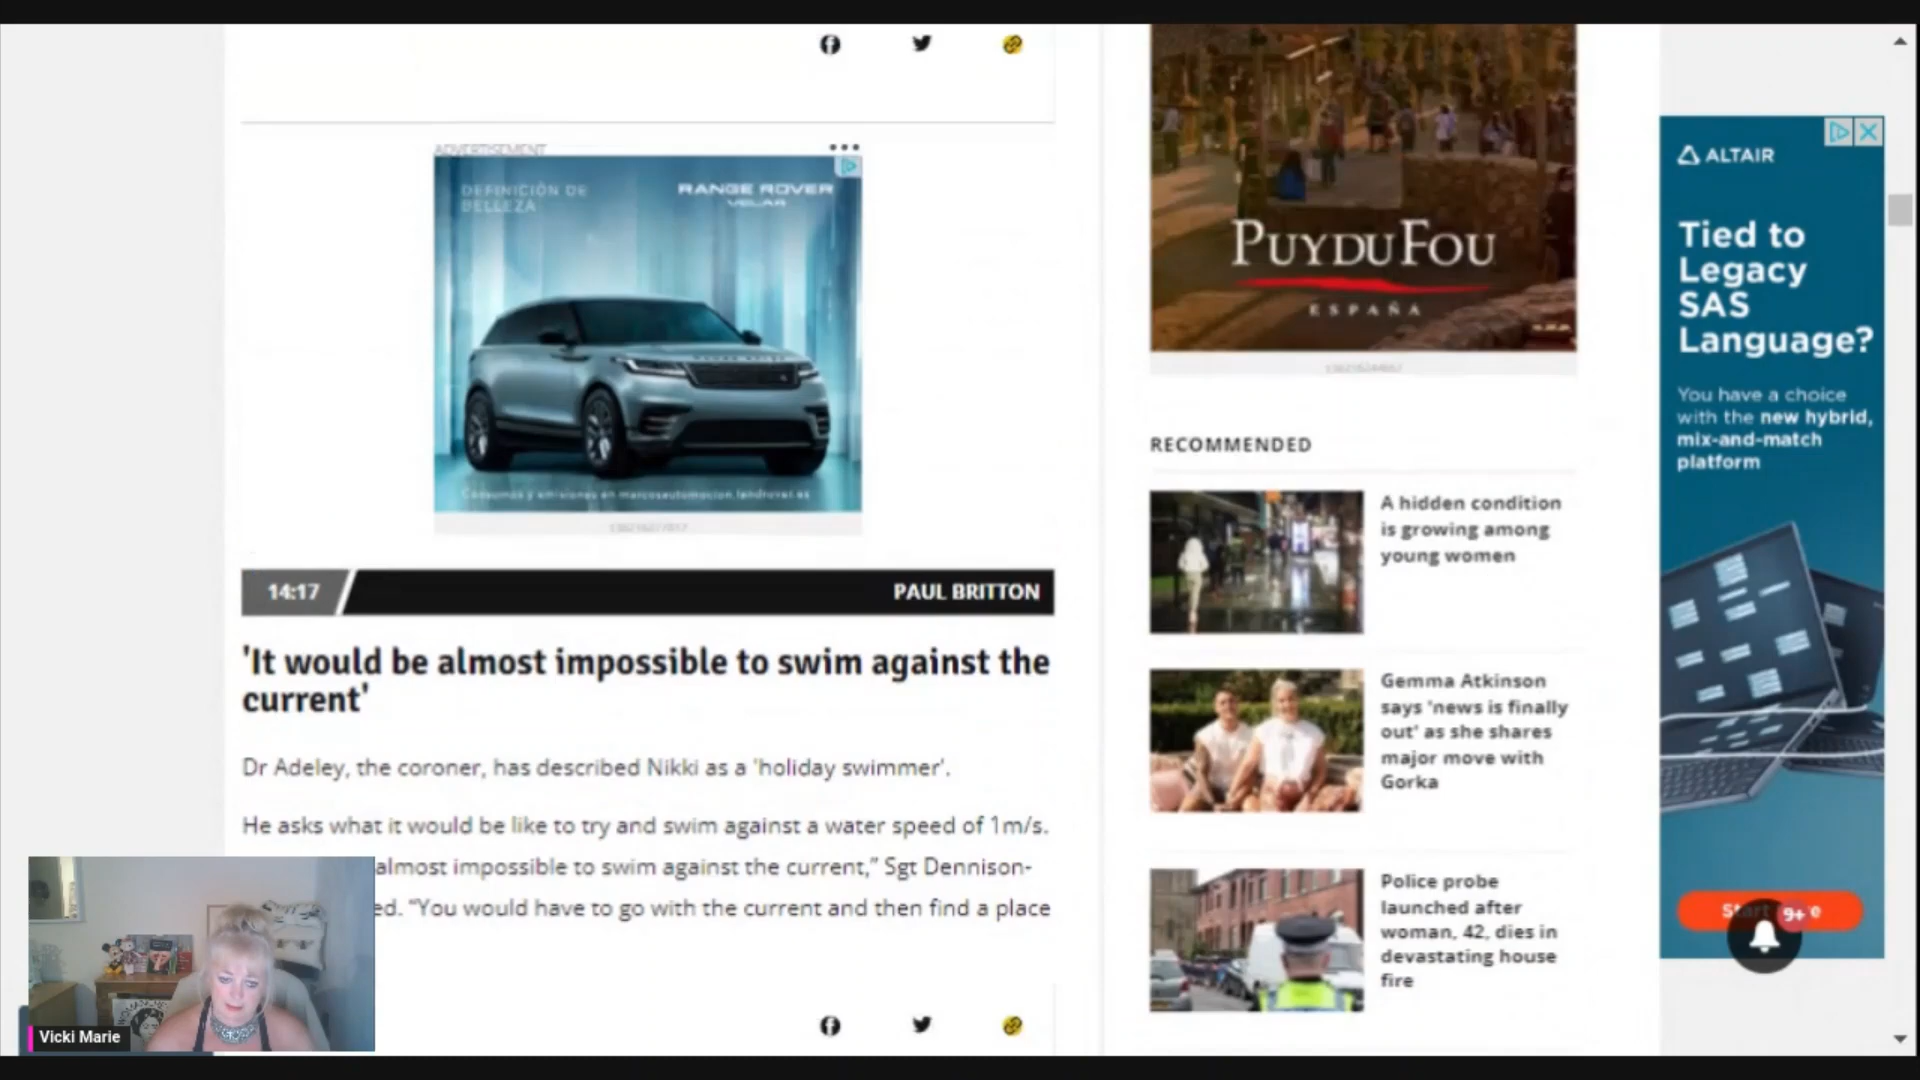 ADVERTISEMENT
DEFINICIÓN DE
BELLEZA
RANGE ROVER
VELAR
Consumos y emisiones en marcosautomocion.landrover.es
14:17
PAUL BRITTON
'It would be almost impossible to swim against the
current'
Dr Adeley, the coroner, has described Nikki as a 'holiday swimmer'.
He asks what it would be like to try and swim against a water speed of 1m/s.
almost impossible to swim against the current,” Sgt Dennison-
ed. “You would have to go with the current and then find a place
Vicki Marie
PUY DU FOU
ESPAÑA
RECOMMENDED
A hidden condition
is growing among
young women
Gemma Atkinson
says 'news is finally
out' as she shares
major move with
Gorka
Police probe
launched after
woman, 42, dies in
devastating house
fire
ALTAIR
Tied to
Legacy
SAS
Language?
You have a choice
with the new hybrid,
mix-and-match
platform
9+